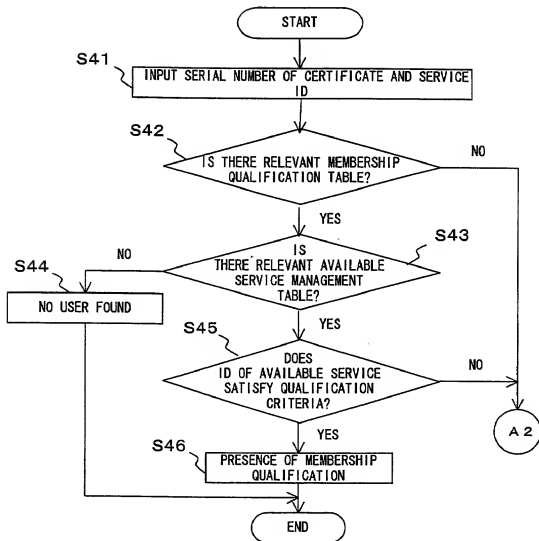 START
S41
INPUT SERIAL NUMBER OF CERTIFICATE AND SERVICE
ID
S42
IS THERE RELEVANT MEMBERSHIP
QUALIFICATION TABLE?
NO
YES
S43
IS
THERE RELEVANT AVAILABLE
SERVICE MANAGEMENT
TABLE?
NO
S44
NO USER FOUND
YES
S45
DOES
ID OF AVAILABLE SERVICE
SATISFY QUALIFICATION
CRITERIA?
NO
A2
YES
S46
PRESENCE OF MEMBERSHIP
QUALIFICATION
END